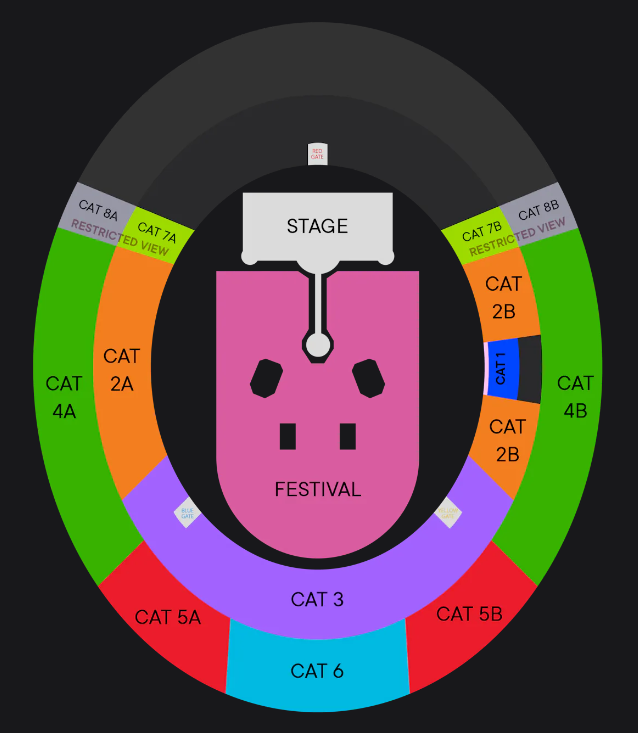 RED
GATE
STAGE
CAT 8A
CAT 7A
RESTRICTED VIEW
CAT 7B
CAT 8B
RESTRICTED VIEW
CAT
2B
CAT
2A
CAT 1
CAT
4A
CAT
4B
CAT
2B
FESTIVAL
BLUE
GATE
YELLOW
GATE
CAT 3
CAT 5A
CAT 5B
CAT 6